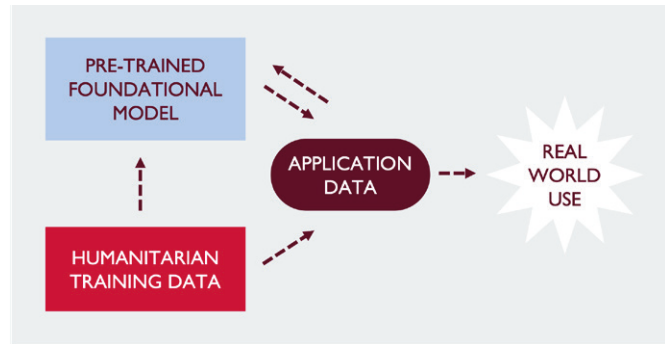 PRE-TRAINED
FOUNDATIONAL
MODEL
APPLICATION
DATA
REAL
WORLD
USE
HUMANITARIAN
TRAINING DATA